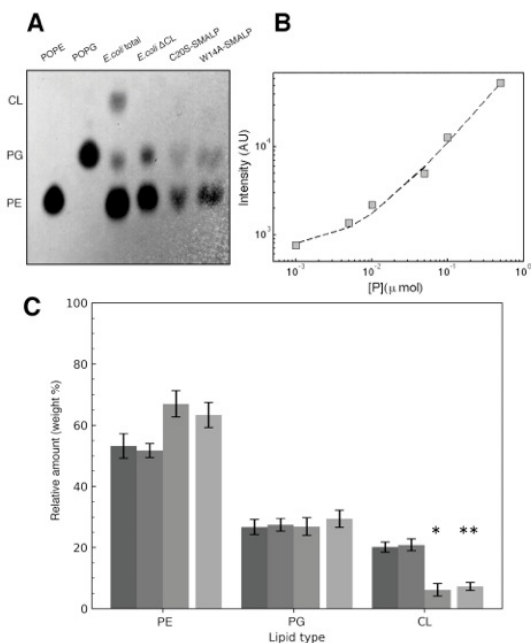 A
POPE
POPG
E.coli total
E.coli ΔCL
C20S-SMALP
W14A-SMALP
CL
PG
PE
B
Intensity (AU)
10⁴
10³
10⁻³
10⁻²
10⁻¹
10⁰
[P](μ mol)
C
Relative amount (weight %)
100
80
60
40
20
0
*
**
PE
PG
CL
Lipid type